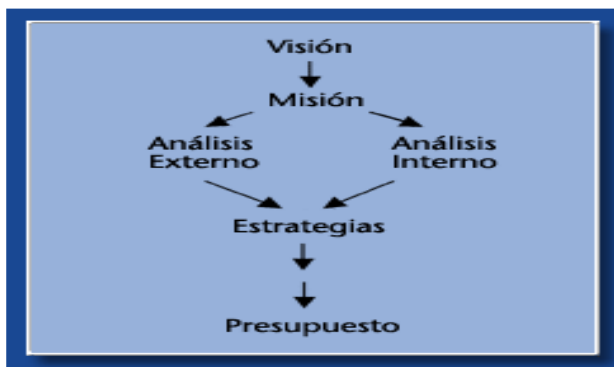 Visión
Misión
Análisis
Externo
Análisis
Interno
Estrategias
Presupuesto